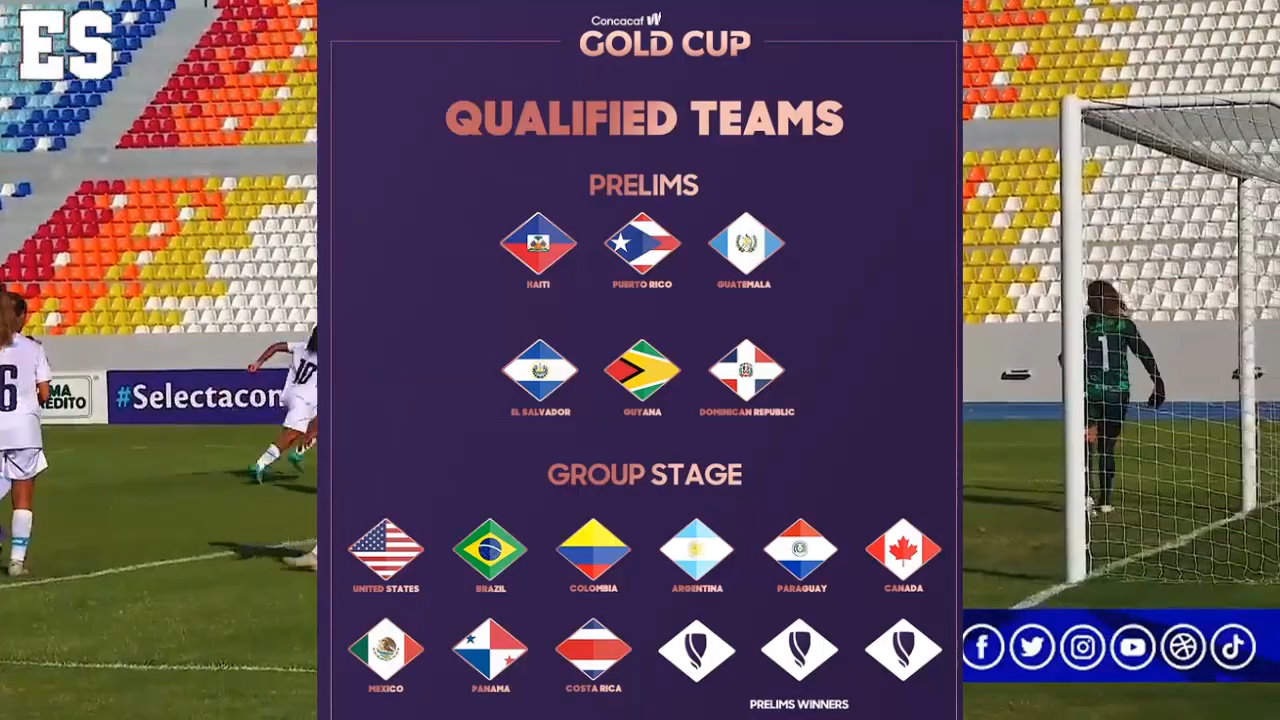 ES
Concacaf W
GOLD CUP
QUALIFIED TEAMS
PRELIMS
HAITI
PUERTO RICO
GUATEMALA
EL SALVADOR
GUYANA
DOMINICAN REPUBLIC
GROUP STAGE
UNITED STATES
BRAZIL
COLOMBIA
ARGENTINA
PARAGUAY
CANADA
MEXICO
PANAMA
COSTA RICA
PRELIMS WINNERS
6
#Selectacon
10
1